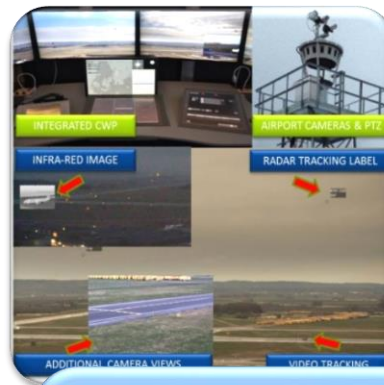 INTEGRATED CWP
AIRPORT CAMERAS & PTZ
INFRA-RED IMAGE
RADAR TRACKING LABEL
ADDITIONAL CAMERA VIEWS
VIDEO TRACKING